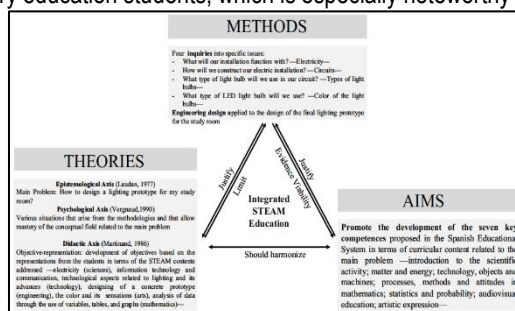 ry education students, which is especially noteworthy
METHODS
Four inquiries into specific issues:
- What will our installation function with? —Electricity—
- How will we construct our electric installation? —Circuits—
- What type of light bulb will we use in our circuit? —Types of light
bulbs—
- What type of LED light bulb will we use? —Color of the light
bulb—
Engineering design applied to the design of the final lighting prototype
for the study room
THEORIES
Epistemological Axis (Laudan, 1977)
Main Problem: How to design a lighting prototype for my study
room?
Psychological Axis (Vergnaud,1990)
Various situations that arise from the methodologies and that allow
mastery of the conceptual field related to the main problem
Didactic Axis (Martinand, 1986)
Objective-representation: development of objectives based on the
representations from the students in terms of the STEAM contents
addressed —electricity (sciences), information technology and
communication, technological aspects related to lighting and its
advances (technology), designing of a concrete prototype
(engineering), the color and its sensations (arts), analysis of data
through the use of variables, tables, and graphs (mathematics)—
Justify
Limit
Justify
Evidence Viability
Integrated
STEAM
Education
Should harmonize
AIMS
Promote the development of the seven key
competences proposed in the Spanish Educational
System in terms of curricular content related to the
main problem —introduction to the scientific
activity; matter and energy; technology, objects and
machines; processes, methods and attitudes in
mathematics; statistics and probability; audiovisual
education; artistic expression—